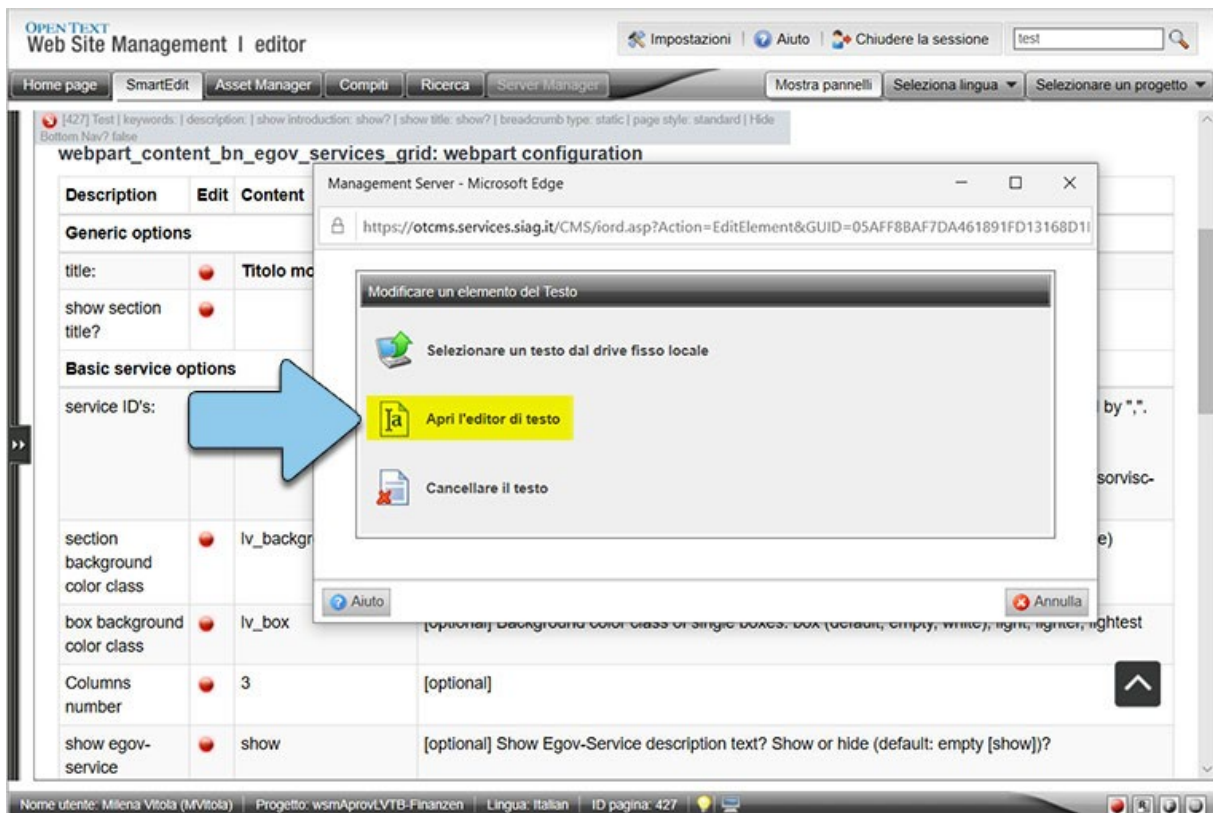 OPEN TEXT
Web Site Management | editor
Impostazioni | Aiuto | Chiudere la sessione
test
Home page
SmartEdit
Asset Manager
Compiti
Ricerca
Server Manager
Mostra pannelli
Seleziona lingua
Selezionare un progetto
[427] Test | keywords: | description: | show introduction: show? | show title: show? | breadcrumb type: static | page style: standard | Hide
Bottom Nav? false
webpart_content_bn_egov_services_grid: webpart configuration
Description Edit Content
Generic options
title: Titolo mo
show section
title?
Basic service options
service ID's:
by ",".
sorvisc-
section
background
color class
lv_backgr
e)
box background
color class
lv_box
[optional] Background color class of single boxes: box (default, empty, white), light, lighter, lightest
Columns
number
3
[optional]
show egov-
service
show
[optional] Show Egov-Service description text? Show or hide (default: empty [show])?
Management Server - Microsoft Edge
https://otcms.services.siag.it/CMS/iord.asp?Action=EditElement&GUID=05AFF8BAF7DA461891FD13168D1
Modificare un elemento del Testo
Selezionare un testo dal drive fisso locale
Apri l'editor di testo
Cancellare il testo
Aiuto
Annulla
Nome utente: Milena Vitola (MVitola) Progetto: wsmAprovLVTB-Finanzen Lingua: Italian ID pagina: 427